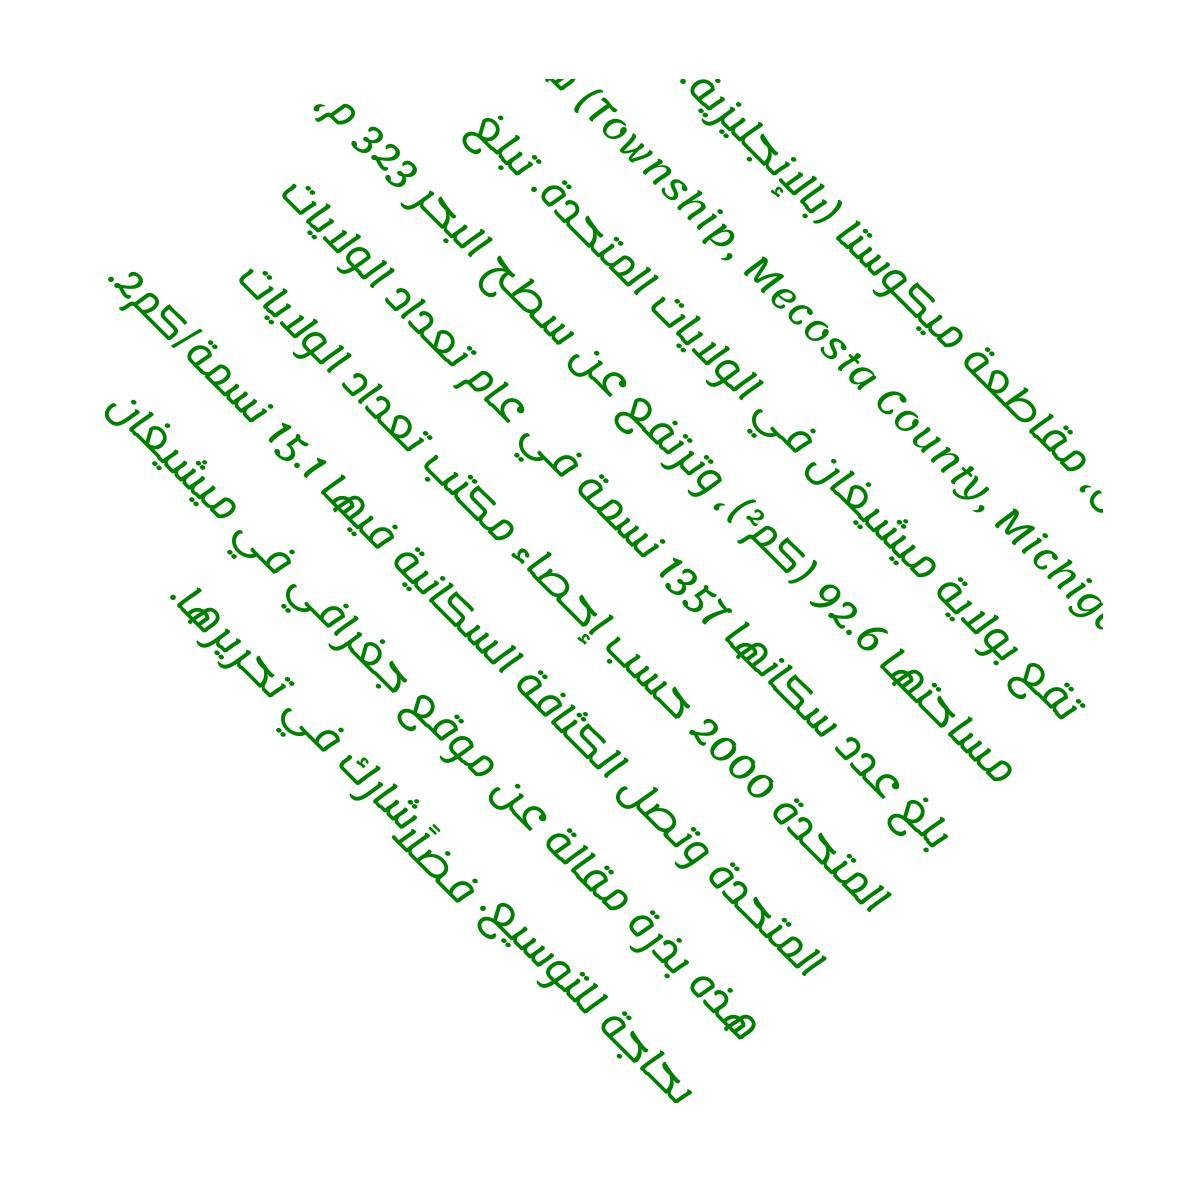 مقاطعة ميكوستا (بالإنجليزية:
Township, Mecosta County, Michiga)
تقع بولاية ميشيغان في الولايات المتحدة. تبلغ
مساحتها 92.6 (كم²)، وترتفع عن سطح البحر 323 م،
بلغ عدد سكانها 1357 نسمة في عام تعداد الولايات
المتحدة 2000 حسب إحصاء مكتب تعداد الولايات
المتحدة وتصل الكثافة السكانية فيها 15.1 نسمة/كم2.
هذه بذرة مقالة عن موقع جغرافي في ميشيغان
بحاجة للتوسيع. فضلًا شارك في تحريرها.